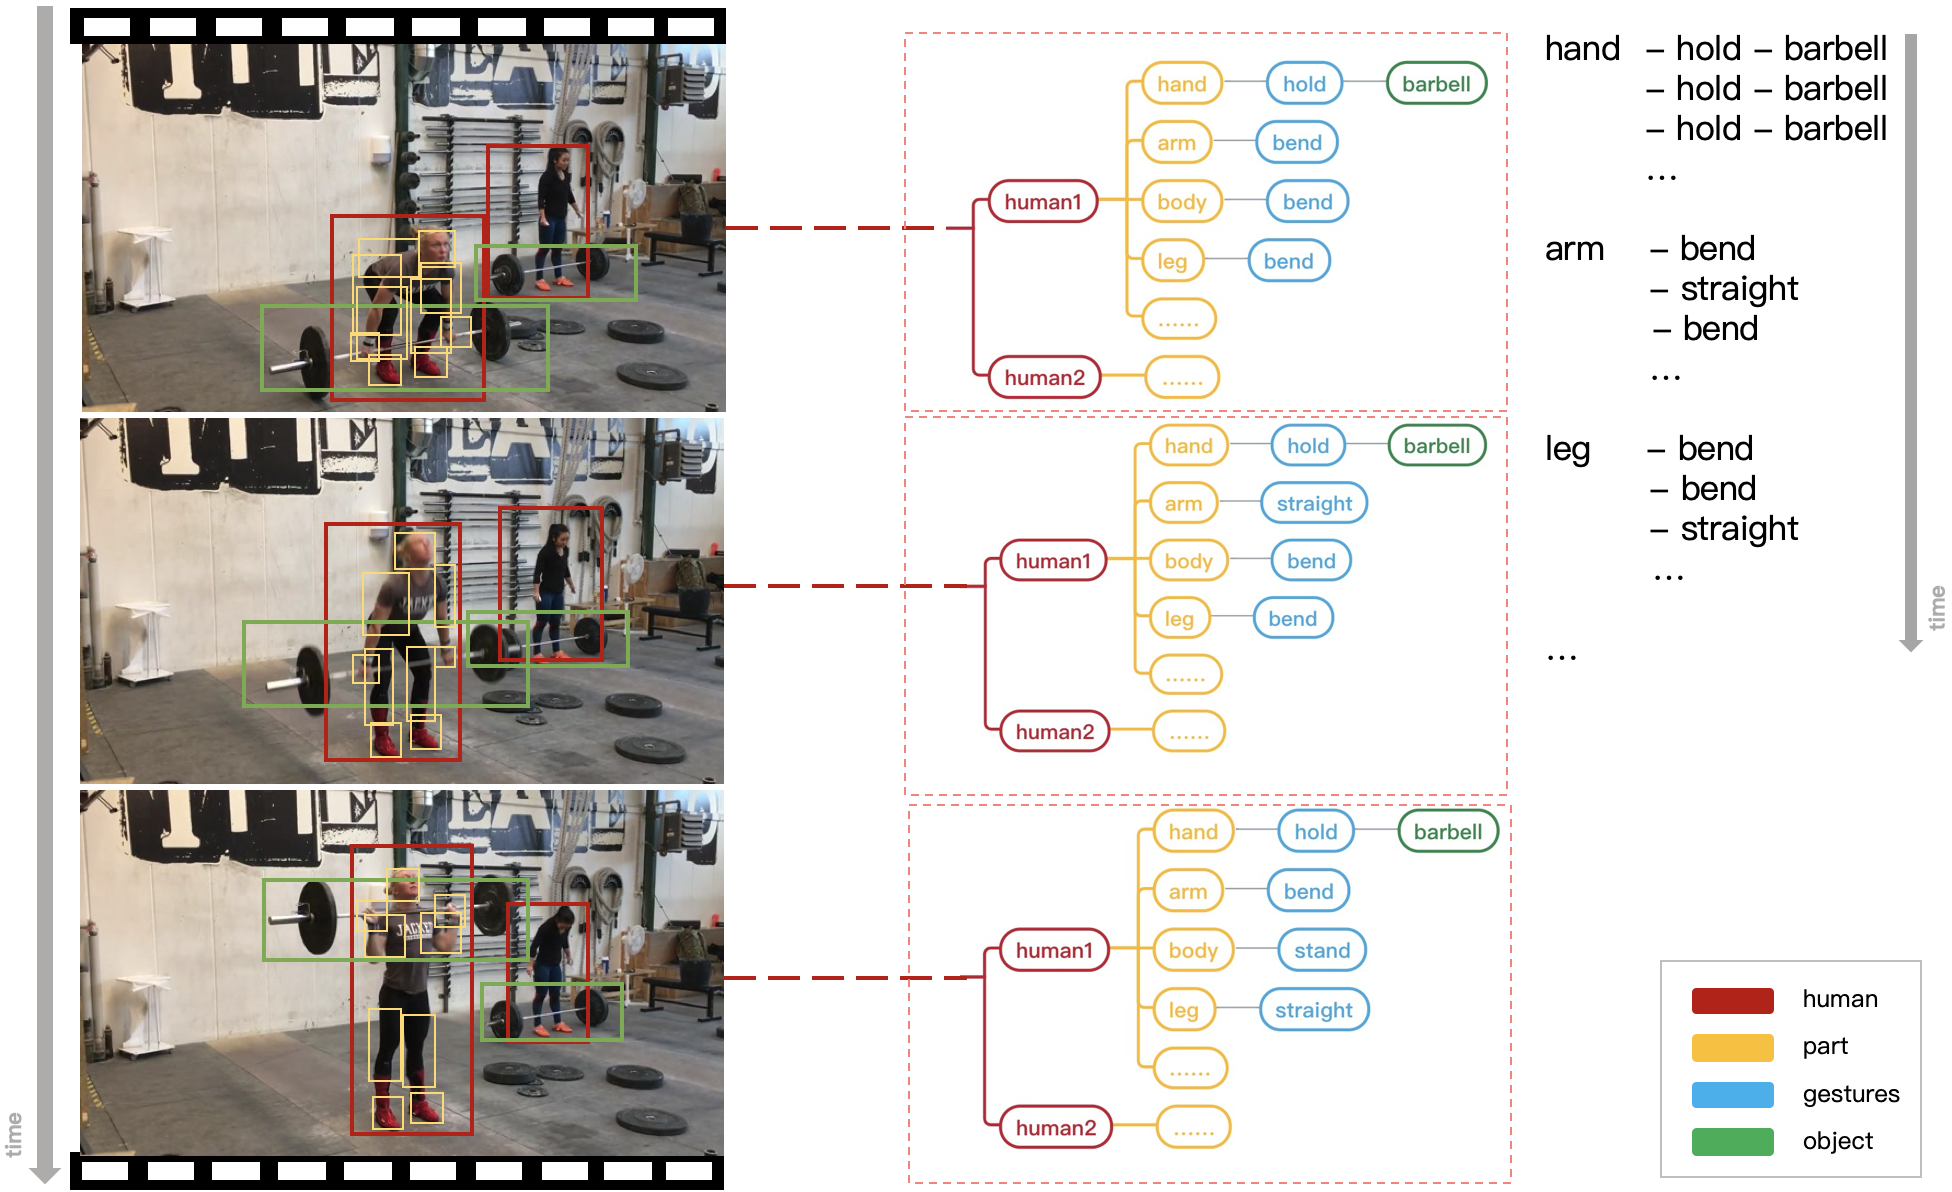 hand hold barbell
arm bend
body bend
human1
leg bend
......
human2 ......
hand hold barbell
arm straight
body bend
human1
leg bend
......
human2 ......
JACKET
hand hold barbell
arm bend
body stand
human1
leg straight
......
human2 ......
time
hand – hold – barbell
– hold – barbell
– hold – barbell
...
arm – bend
– straight
– bend
...
leg – bend
– bend
– straight
...
...
time
human
part
gestures
object